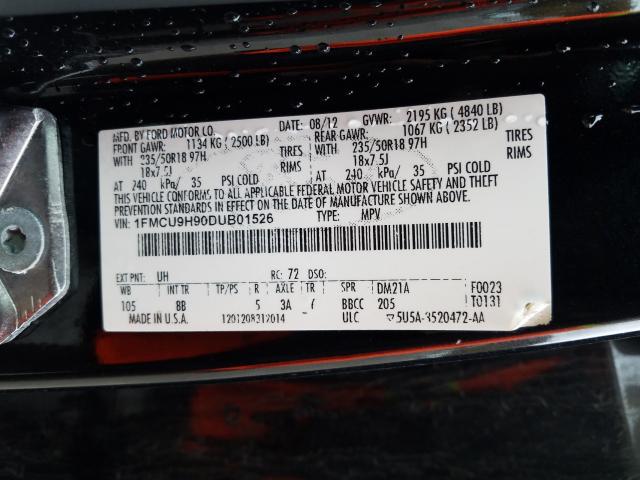 MFD. BY FORD MOTOR CO. DATE: 08/12 GVWR: 2195 KG ( 4840 LB)
FRONT GAWR: 1134 KG ( 2500 LB) REAR GAWR: 1067 KG ( 2352 LB)
WITH 235/50R18 97H TIRES WITH 235/50R18 97H TIRES
18x7.5J RIMS 18x7.5J RIMS
AT 240 kPa/ 35 PSI COLD AT 240 kPa/ 35 PSI COLD
THIS VEHICLE CONFORMS TO ALL APPLICABLE FEDERAL MOTOR VEHICLE SAFETY AND THEFT
PREVENTION STANDARDS IN EFFECT ON THE DATE OF MANUFACTURE SHOWN ABOVE.
VIN: 1FMCU9H90DUB01526 TYPE: MPV
EXT PNT: UH RC: 72 DSO:
WB INT TR TP/PS R AXLE TR SPR DM21A F0023
105 BB 5 3A f BBCC 205 T0131
MADE IN U.S.A. 1201208312014 ULC 5U5A-3520472-AA